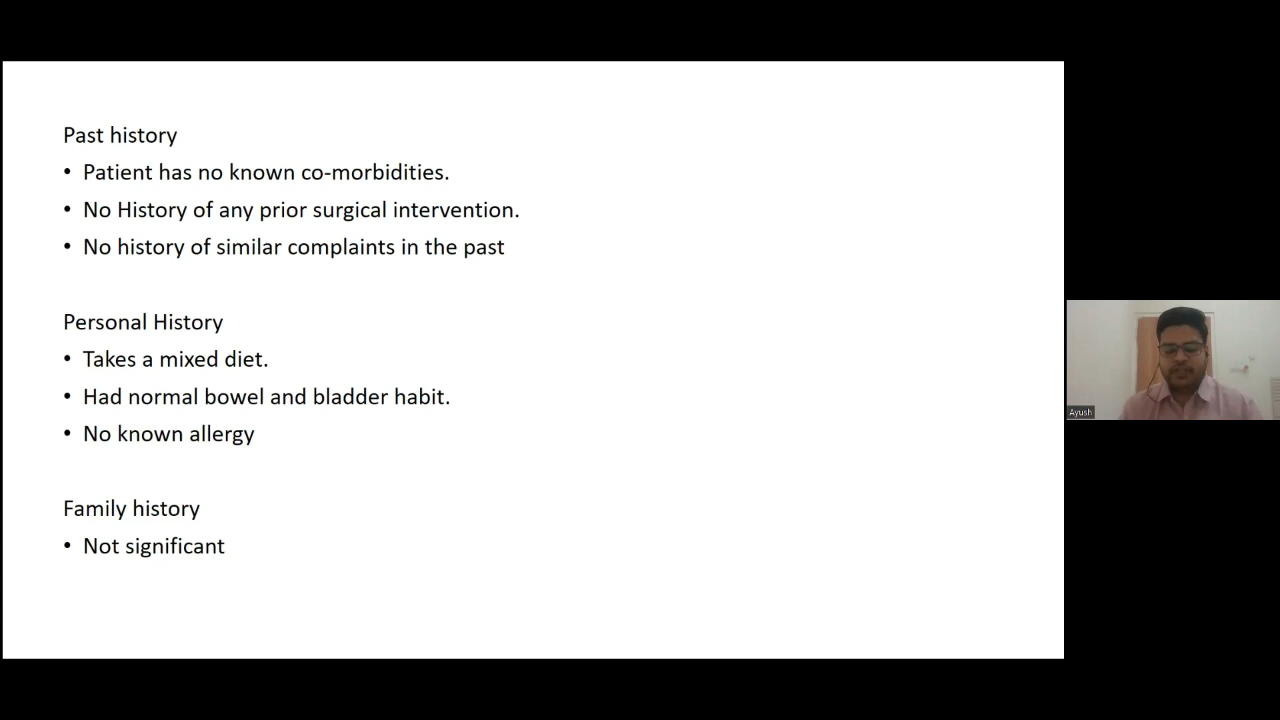 Past history
• Patient has no known co-morbidities.
• No History of any prior surgical intervention.
• No history of similar complaints in the past
Personal History
• Takes a mixed diet.
• Had normal bowel and bladder habit.
• No known allergy
Family history
• Not significant
Ayush